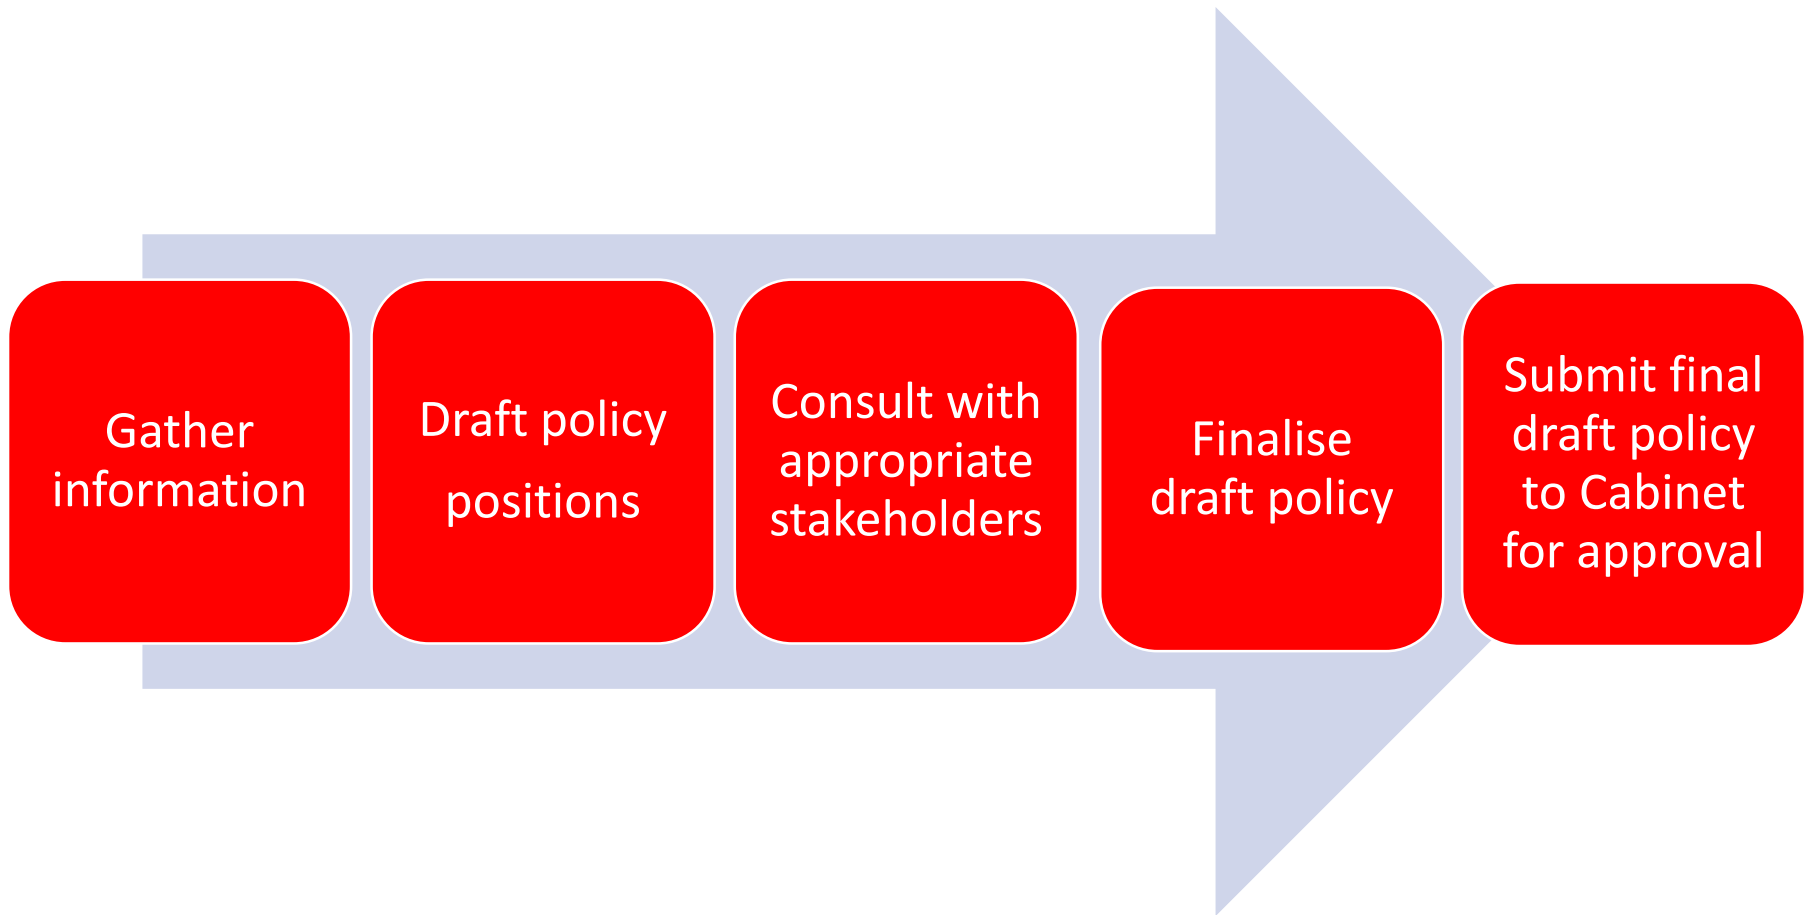 Gather
information
Draft policy
positions
Consult with
appropriate
stakeholders
Finalise
draft policy
Submit final
draft policy
to Cabinet
for approval